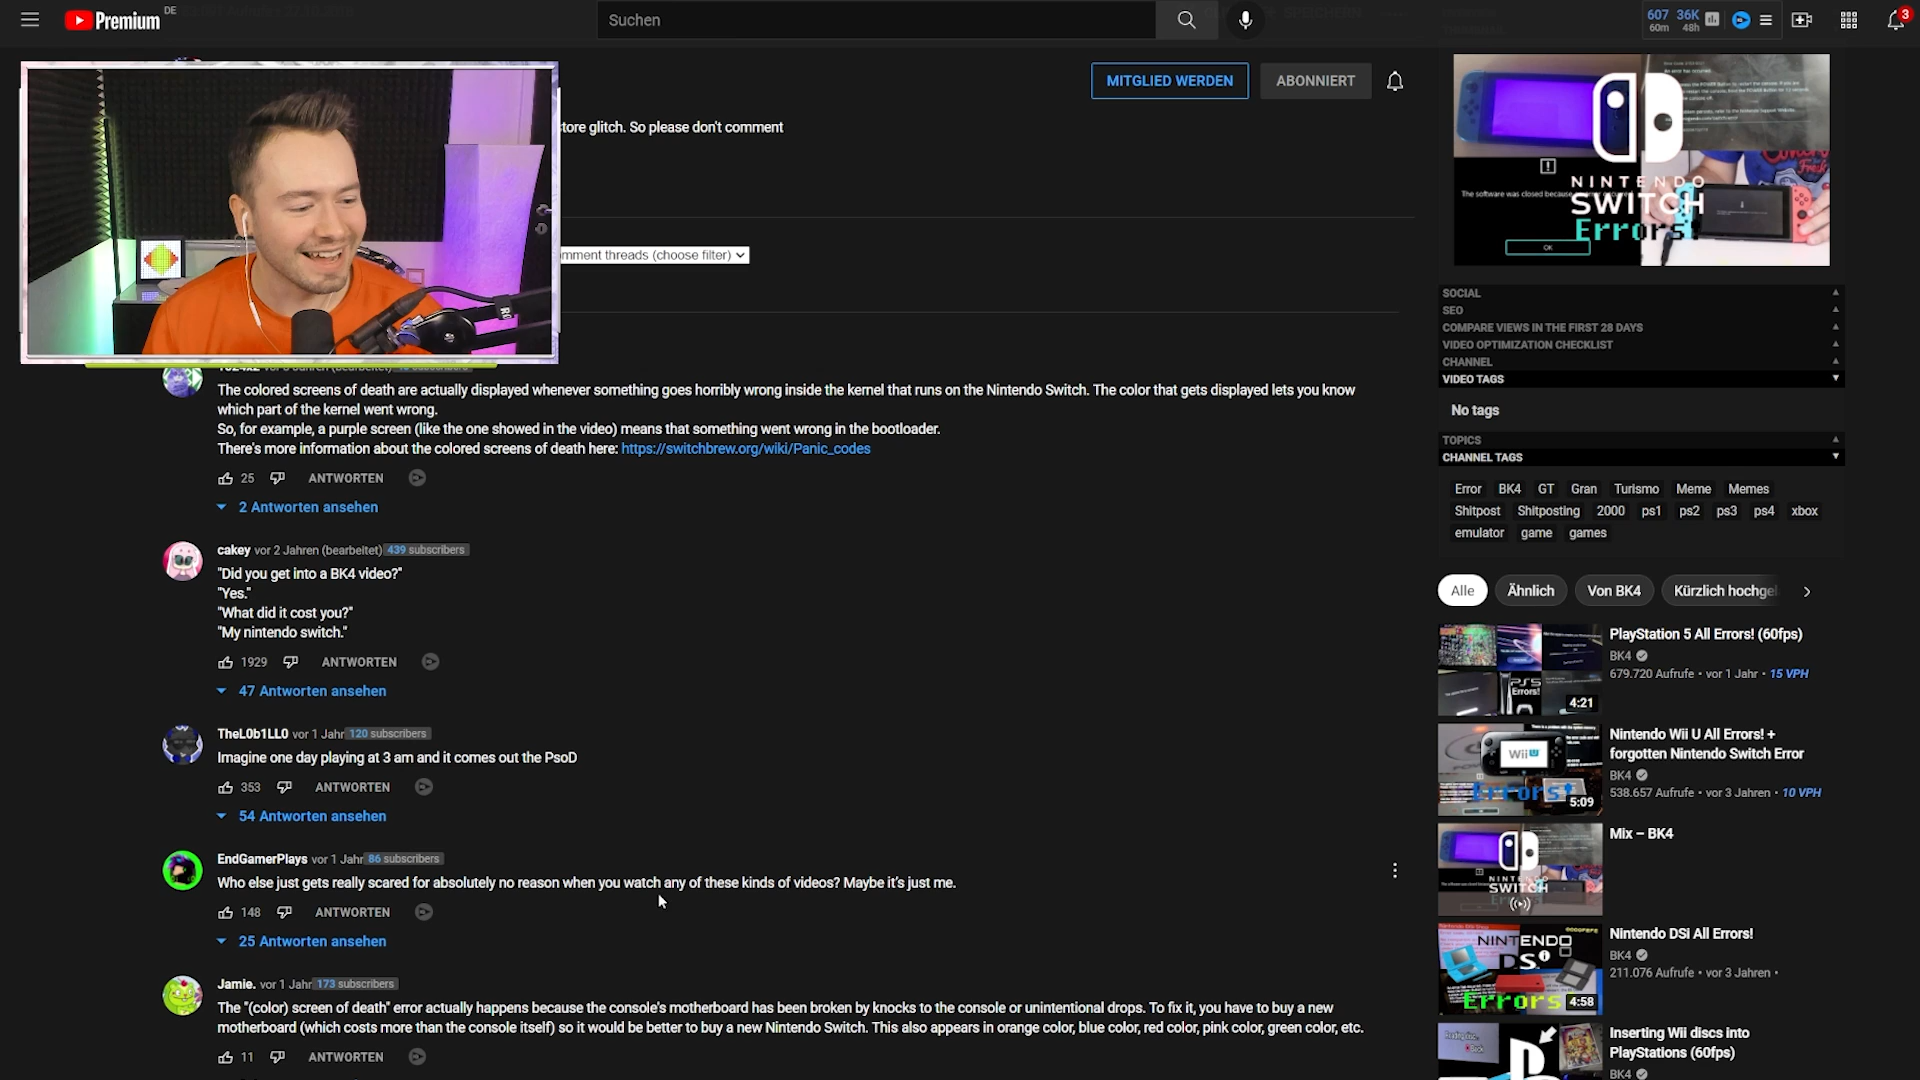 Premium
DE
Suchen
607 36K
60m 48h
3
MITGLIED WERDEN
ABONNIERT
tore glitch. So please don't comment
mment threads (choose filter)
The colored screens of death are actually displayed whenever something goes horribly wrong inside the kernel that runs on the Nintendo Switch. The color that gets displayed lets you know
which part of the kernel went wrong.
So, for example, a purple screen (like the one showed in the video) means that something went wrong in the bootloader.
There's more information about the colored screens of death here: https://switchbrew.org/wiki/Panic_codes
25 ANTWORTEN
2 Antworten ansehen
cakey vor 2 Jahren (bearbeitet) 439 subscribers
"Did you get into a BK4 video?"
"Yes."
"What did it cost you?"
"My nintendo switch."
1929 ANTWORTEN
47 Antworten ansehen
TheL0b1LL0 vor 1 Jahr 120 subscribers
Imagine one day playing at 3 am and it comes out the PsoD
353 ANTWORTEN
54 Antworten ansehen
EndGamerPlays vor 1 Jahr 86 subscribers
Who else just gets really scared for absolutely no reason when you watch any of these kinds of videos? Maybe it's just me.
148 ANTWORTEN
25 Antworten ansehen
Jamie. vor 1 Jahr 173 subscribers
The "(color) screen of death" error actually happens because the console's motherboard has been broken by knocks to the console or unintentional drops. To fix it, you have to buy a new
motherboard (which costs more than the console itself) so it would be better to buy a new Nintendo Switch. This also appears in orange color, blue color, red color, pink color, green color, etc.
11 ANTWORTEN
The software was closed because
NINTENDO
SWITCH
Errors!
OK
SOCIAL
SEO
COMPARE VIEWS IN THE FIRST 28 DAYS
VIDEO OPTIMIZATION CHECKLIST
CHANNEL
VIDEO TAGS
No tags
TOPICS
CHANNEL TAGS
Error BK4 GT Gran Turismo Meme Memes
Shitpost Shitposting 2000 ps1 ps2 ps3 ps4 xbox
emulator game games
Alle Ähnlich Von BK4 Kürzlich hochgel
PS5
Errors!
4:21
PlayStation 5 All Errors! (60fps)
BK4
679.720 Aufrufe • vor 1 Jahr • 15 VPH
WiiU
Errors!
5:09
Nintendo Wii U All Errors! +
forgotten Nintendo Switch Error
BK4
538.657 Aufrufe • vor 3 Jahren • 10 VPH
SWITCH
Mix – BK4
NINTENDO
DSi
Errors
4:58
Nintendo DSi All Errors!
BK4
211.076 Aufrufe • vor 3 Jahren •
Inserting Wii discs into
PlayStations (60fps)
BK4